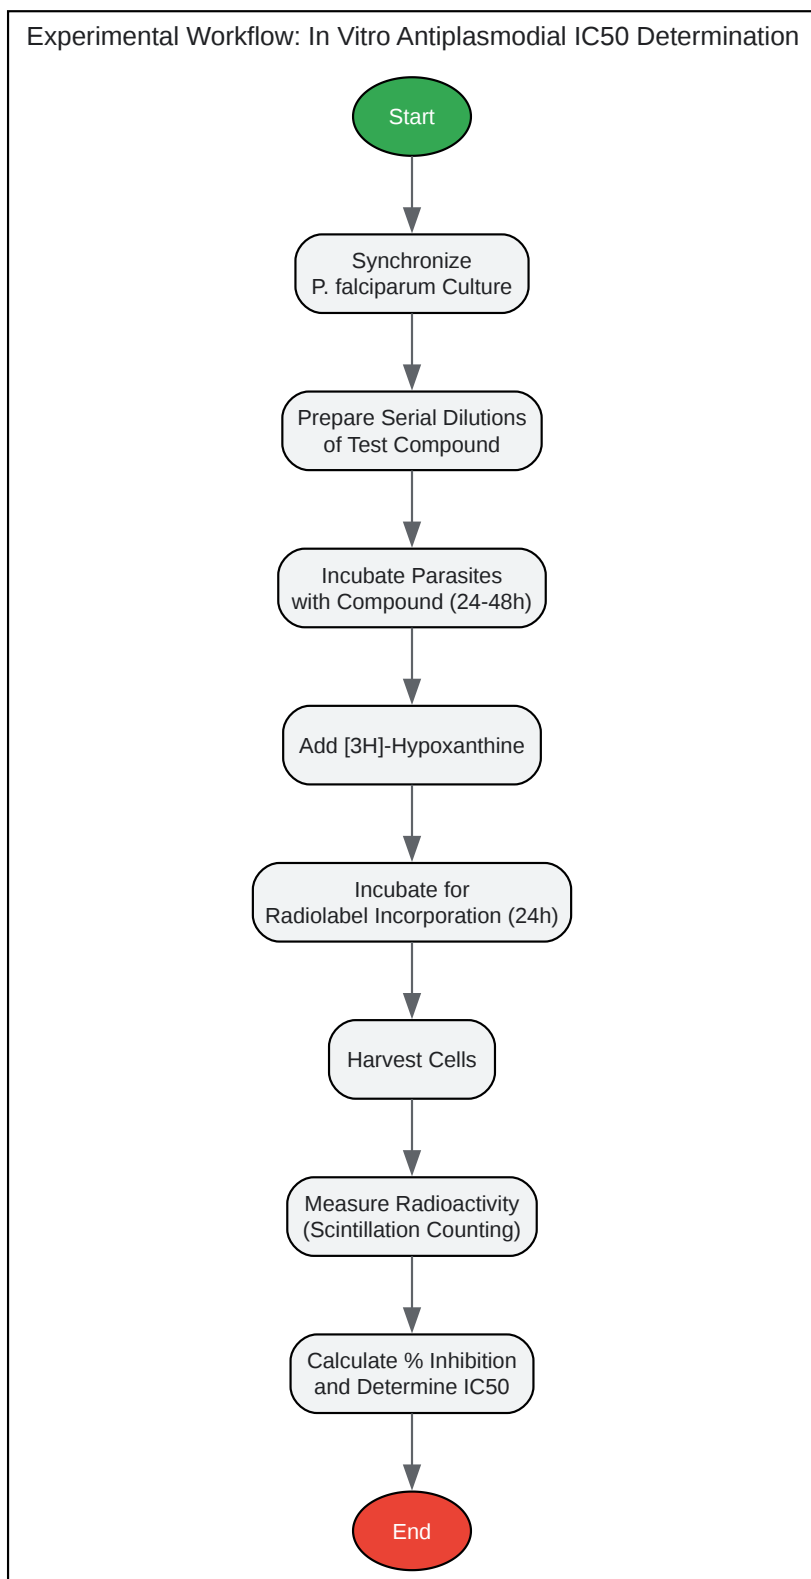 Experimental Workflow: In Vitro Antiplasmodial IC50 Determination
Start
Synchronize
P. falciparum Culture
Prepare Serial Dilutions
of Test Compound
Incubate Parasites
with Compound (24-48h)
Add [3H]-Hypoxanthine
Incubate for
Radiolabel Incorporation (24h)
Harvest Cells
Measure Radioactivity
(Scintillation Counting)
Calculate % Inhibition
and Determine IC50
End